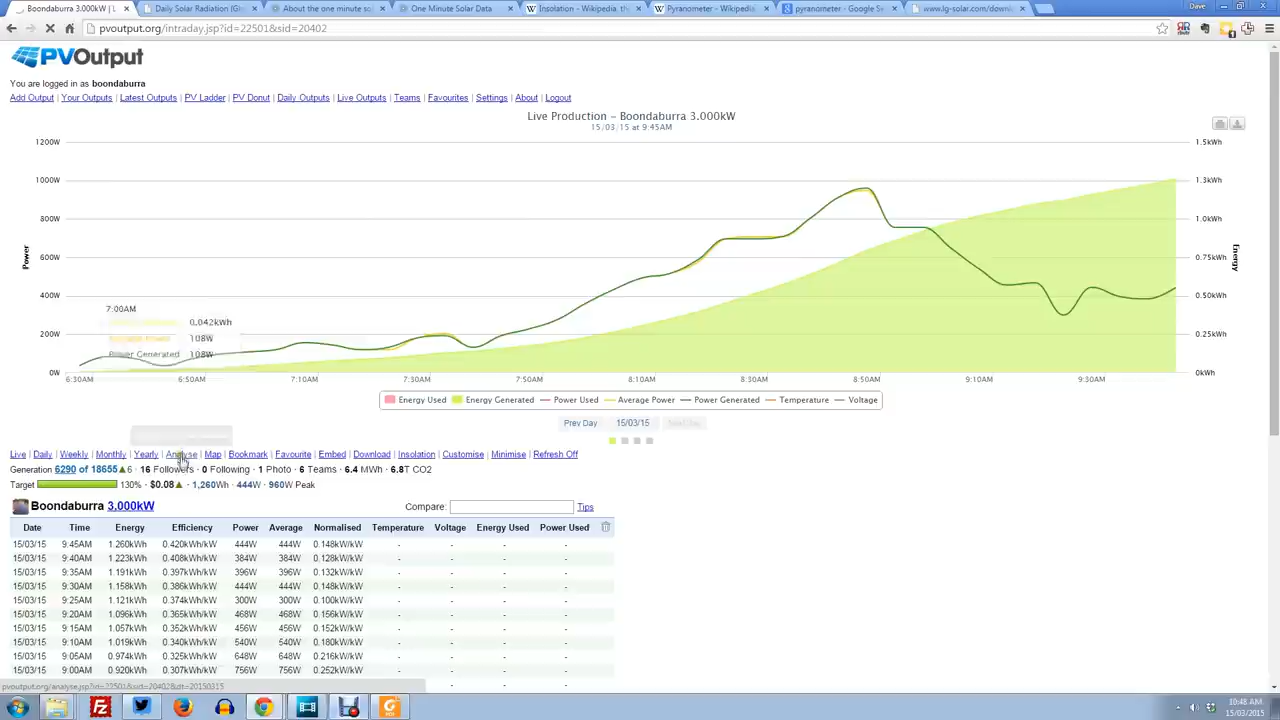 Boondaburra 3.000kW | L
Daily Solar Radiation (Glo
About the one minute so
One Minute Solar Data
Insolation - Wikipedia, the
Pyranometer - Wikipedia,
pyranometer - Google Se
www.lg-solar.com/downl
Dave
pvoutput.org/intraday.jsp?id=22501&sid=20402
PVOutput
You are logged in as boondaburra
Add Output | Your Outputs | Latest Outputs | PV Ladder | PV Donut | Daily Outputs | Live Outputs | Teams | Favourites | Settings | About | Logout
Live Production – Boondaburra 3.000kW
15/03/15 at 9:45AM
1200W 1.5kWh
1000W 1.3kWh
800W 1.0kWh
600W 0.75kWh
400W 0.50kWh
200W 0.25kWh
0W 0kWh
Power
Energy
7:00AM
0.042kWh
108W
Power Generated 108W
6:30AM 6:50AM 7:10AM 7:30AM 7:50AM 8:10AM 8:30AM 8:50AM 9:10AM 9:30AM
Energy Used Energy Generated Power Used Average Power Power Generated Temperature Voltage
Prev Day 15/03/15 Next Day
Live | Daily | Weekly | Monthly | Yearly | Analyse | Map | Bookmark | Favourite | Embed | Download | Insolation | Customise | Minimise | Refresh Off
Generation 6290 of 18655 ▲6 · 16 Followers · 0 Following · 1 Photo · 6 Teams · 6.4 MWh · 6.8T CO2
Target 130% · $0.08▲ · 1,260Wh · 444W · 960W Peak
Boondaburra 3.000kW Compare: Tips
Date Time Energy Efficiency Power Average Normalised Temperature Voltage Energy Used Power Used
15/03/15 9:45AM 1.260kWh 0.420kWh/kW 444W 444W 0.148kW/kW - - - -
15/03/15 9:40AM 1.223kWh 0.408kWh/kW 384W 384W 0.128kW/kW - - - -
15/03/15 9:35AM 1.191kWh 0.397kWh/kW 396W 396W 0.132kW/kW - - - -
15/03/15 9:30AM 1.158kWh 0.386kWh/kW 444W 444W 0.148kW/kW - - - -
15/03/15 9:25AM 1.121kWh 0.374kWh/kW 300W 300W 0.100kW/kW - - - -
15/03/15 9:20AM 1.096kWh 0.365kWh/kW 468W 468W 0.156kW/kW - - - -
15/03/15 9:15AM 1.057kWh 0.352kWh/kW 456W 456W 0.152kW/kW - - - -
15/03/15 9:10AM 1.019kWh 0.340kWh/kW 540W 540W 0.180kW/kW - - - -
15/03/15 9:05AM 0.974kWh 0.325kWh/kW 648W 648W 0.216kW/kW - - - -
15/03/15 9:00AM 0.920kWh 0.307kWh/kW 756W 756W 0.252kW/kW - - - -
pvoutput.org/analyse.jsp?id=22501&sid=20402&dt=20150315
10:48 AM
15/03/2015